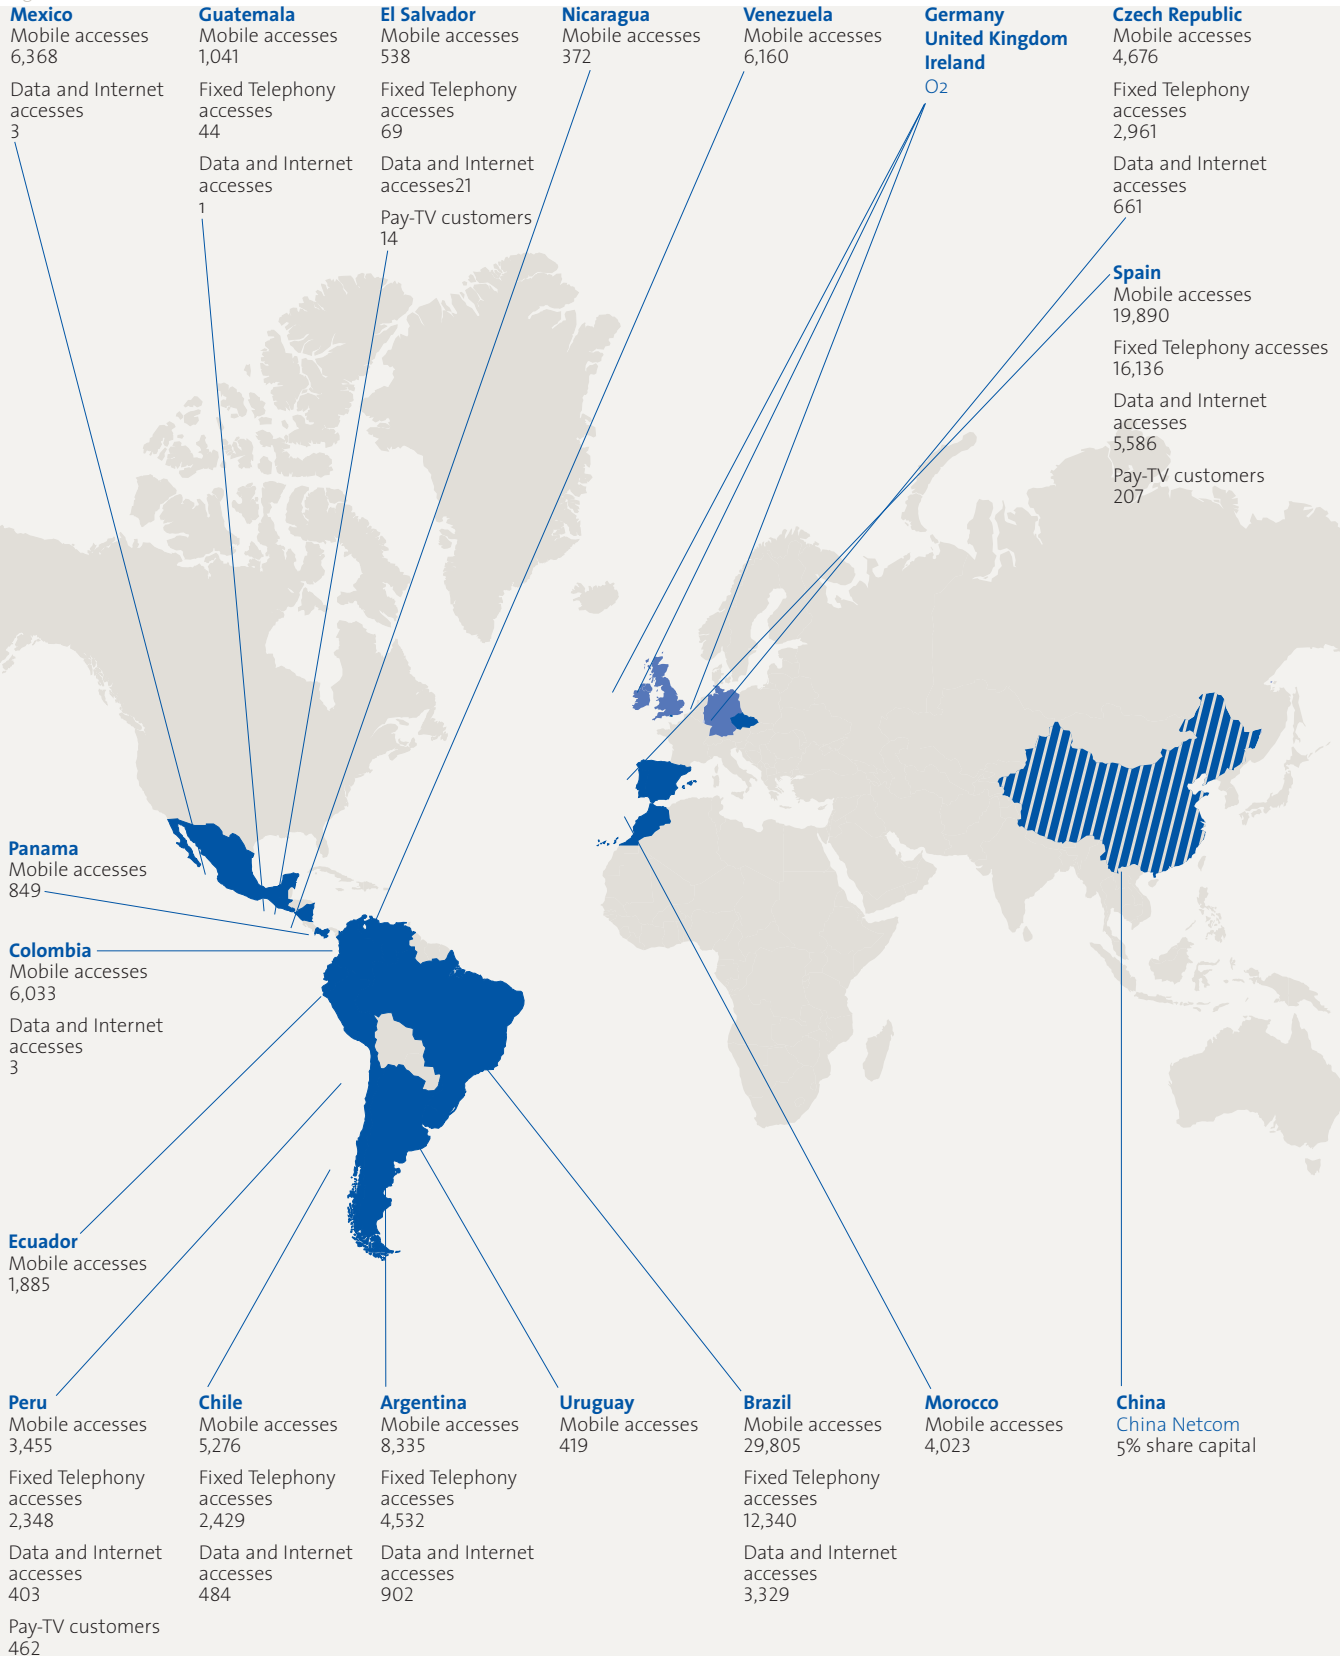 Mexico
Mobile accesses
6,368
Data and Internet
accesses
3
Guatemala
Mobile accesses
1,041
Fixed Telephony
accesses
44
Data and Internet
accesses
1
El Salvador
Mobile accesses
538
Fixed Telephony
accesses
69
Data and Internet
accesses21
Pay-TV customers
14
Nicaragua
Mobile accesses
372
Venezuela
Mobile accesses
6,160
Germany
United Kingdom
Ireland
O2
Czech Republic
Mobile accesses
4,676
Fixed Telephony
accesses
2,961
Data and Internet
accesses
661
Spain
Mobile accesses
19,890
Fixed Telephony accesses
16,136
Data and Internet
accesses
5,586
Pay-TV customers
207
Panama
Mobile accesses
849
Colombia
Mobile accesses
6,033
Data and Internet
accesses
3
Ecuador
Mobile accesses
1,885
Peru
Mobile accesses
3,455
Fixed Telephony
accesses
2,348
Data and Internet
accesses
403
Pay-TV customers
462
Chile
Mobile accesses
5,276
Fixed Telephony
accesses
2,429
Data and Internet
accesses
484
Argentina
Mobile accesses
8,335
Fixed Telephony
accesses
4,532
Data and Internet
accesses
902
Uruguay
Mobile accesses
419
Brazil
Mobile accesses
29,805
Fixed Telephony
accesses
12,340
Data and Internet
accesses
3,329
Morocco
Mobile accesses
4,023
China
China Netcom
5% share capital